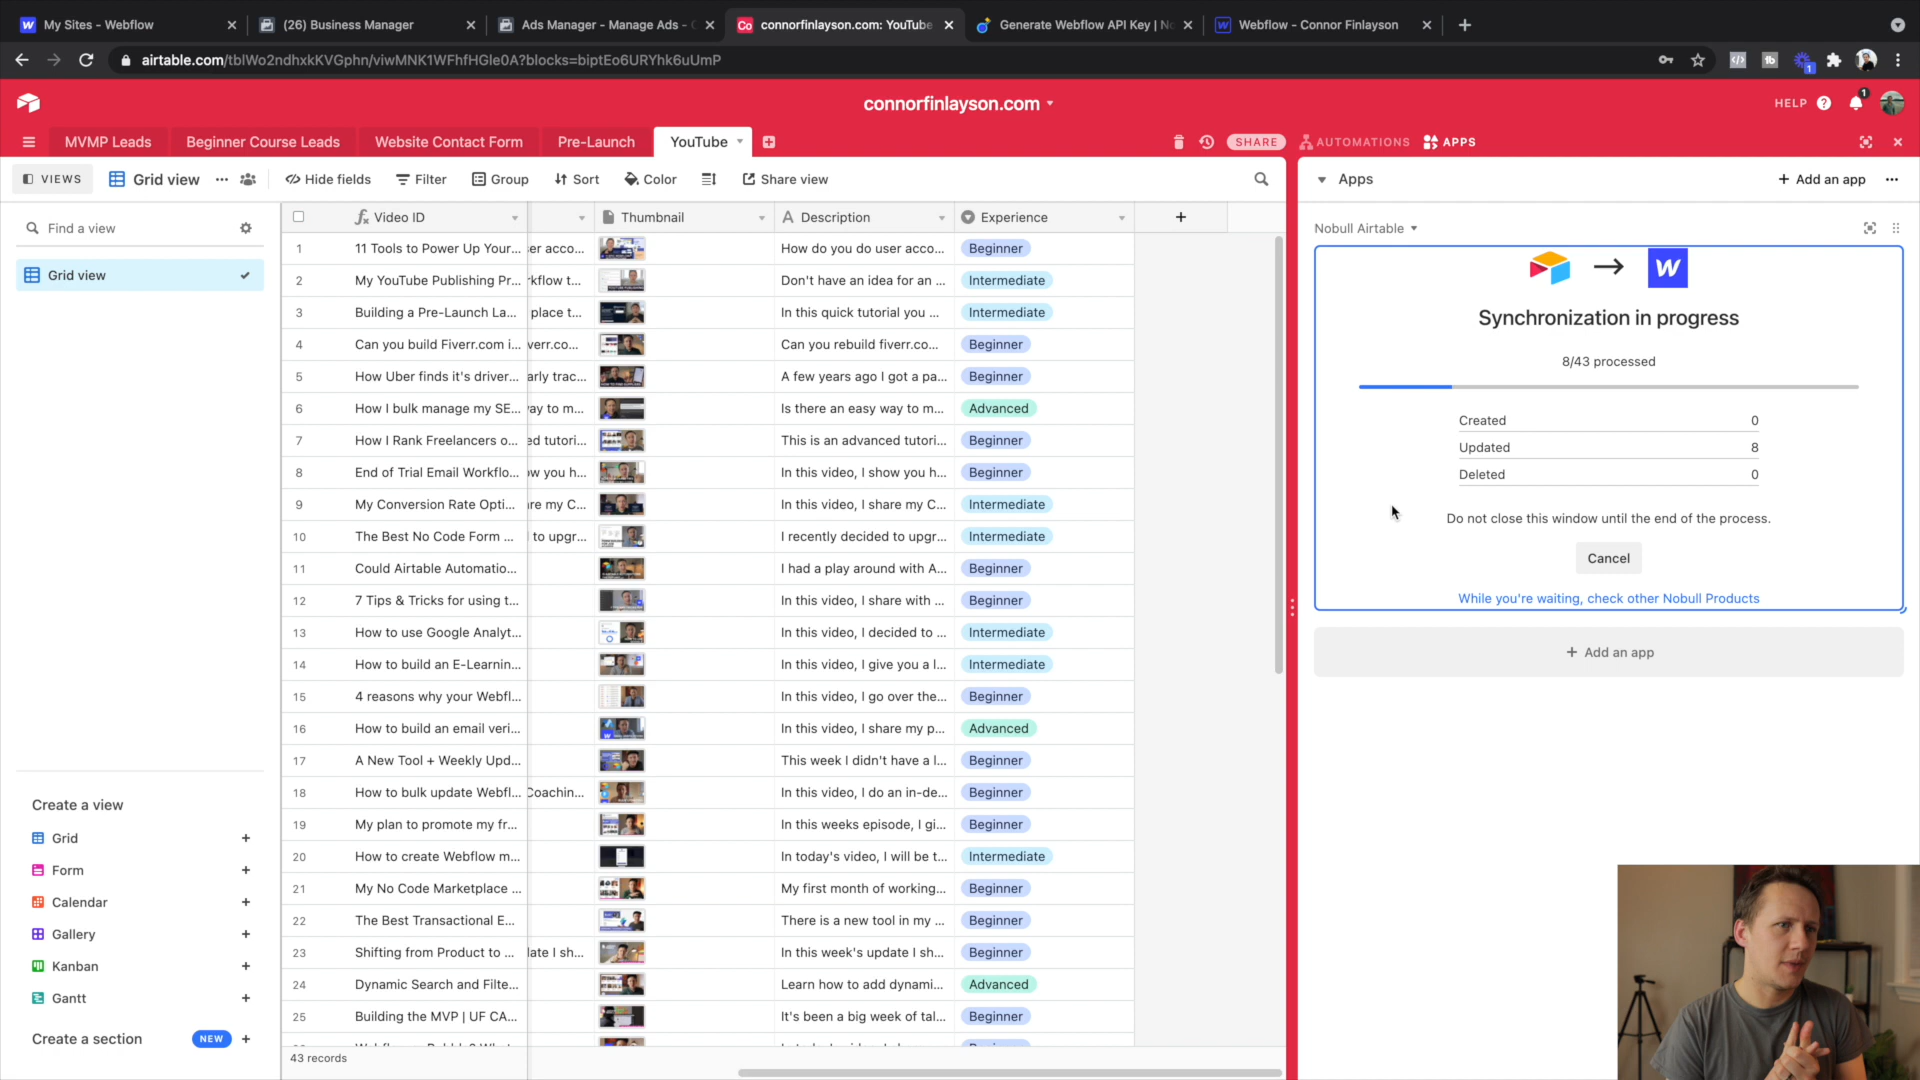 My Sites - Webflow
(26) Business Manager
Ads Manager - Manage Ads -
connorfinlayson.com: YouTube
Generate Webflow API Key | No
Webflow - Connor Finlayson
airtable.com/tblWo2ndhxkKVGphn/viwMNK1WFhfHGle0A?blocks=biptEo6URYhk6uUmP
1
connorfinlayson.com
HELP
1
MVMP Leads
Beginner Course Leads
Website Contact Form
Pre-Launch
YouTube
SHARE
AUTOMATIONS
APPS
VIEWS
Grid view
Hide fields
Filter
Group
Sort
Color
Share view
Apps
Add an app
Find a view
Grid view
Video ID
Thumbnail
Description
Experience
1 11 Tools to Power Up Your... er acco... How do you do user acco... Beginner
2 My YouTube Publishing Pr... rkflow t... Don't have an idea for an ... Intermediate
3 Building a Pre-Launch La... place t... In this quick tutorial you ... Intermediate
4 Can you build Fiverr.com i... verr.co... Can you rebuild fiverr.co... Beginner
5 How Uber finds it's driver... arly trac... A few years ago I got a pa... Beginner
6 How I bulk manage my SE... ay to m... Is there an easy way to m... Advanced
7 How I Rank Freelancers o... ed tutori... This is an advanced tutori... Beginner
8 End of Trial Email Workflo... ow you h... In this video, I show you h... Beginner
9 My Conversion Rate Opti... re my C... In this video, I share my C... Intermediate
10 The Best No Code Form ... to upgr... I recently decided to upgr... Intermediate
11 Could Airtable Automatio... I had a play around with A... Beginner
12 7 Tips & Tricks for using t... In this video, I share with ... Beginner
13 How to use Google Analyt... In this video, I decided to ... Intermediate
14 How to build an E-Learnin... In this video, I give you a l... Intermediate
15 4 reasons why your Webfl... In this video, I go over the... Beginner
16 How to build an email veri... In this video, I share my p... Advanced
17 A New Tool + Weekly Upd... This week I didn't have a l... Beginner
18 How to bulk update Webfl... Coachin... In this video, I do an in-de... Beginner
19 My plan to promote my fr... In this weeks episode, I gi... Beginner
20 How to create Webflow m... In today's video, I will be t... Intermediate
21 My No Code Marketplace ... My first month of working... Beginner
22 The Best Transactional E... There is a new tool in my ... Beginner
23 Shifting from Product to ... late I sh... In this week's update I sh... Beginner
24 Dynamic Search and Filte... Learn how to add dynami... Advanced
25 Building the MVP | UF CA... It's been a big week of tal... Beginner
43 records
Create a view
Grid
Form
Calendar
Gallery
Kanban
Gantt
Create a section
NEW
Nobull Airtable
Synchronization in progress
8/43 processed
Created 0
Updated 8
Deleted 0
Do not close this window until the end of the process.
Cancel
While you're waiting, check other Nobull Products
Add an app